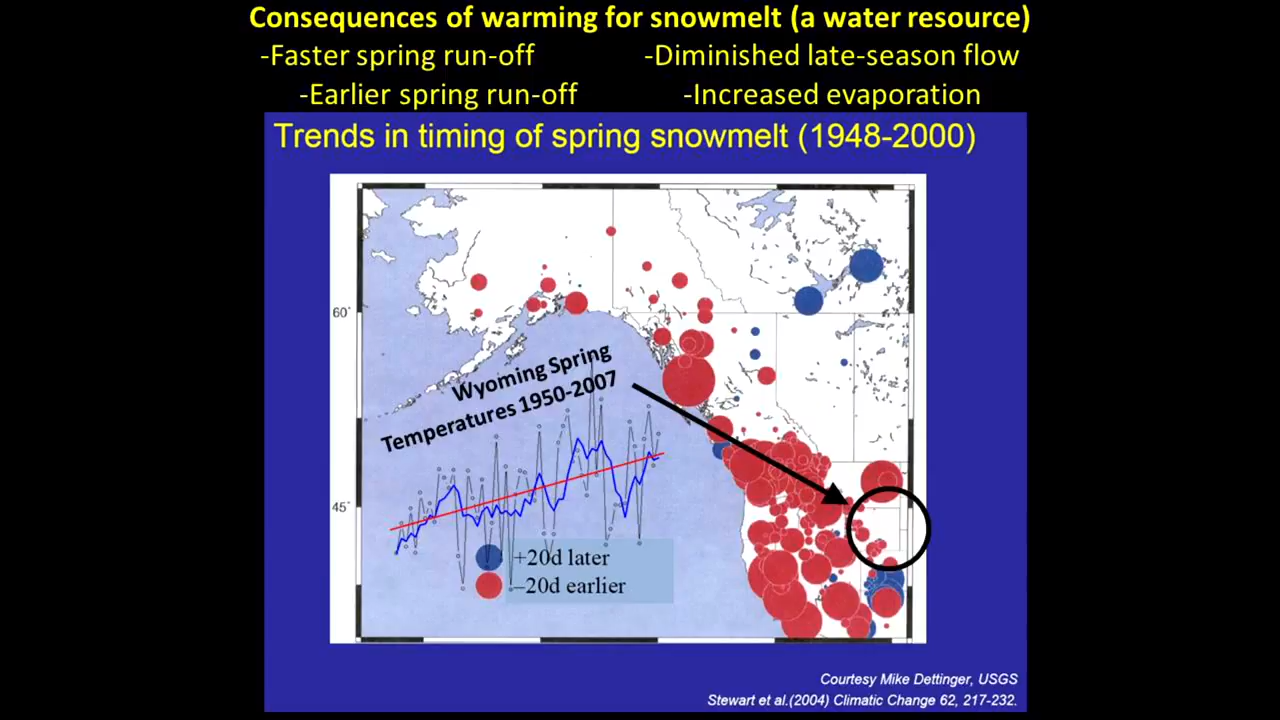 Consequences of warming for snowmelt (a water resource)
-Faster spring run-off -Diminished late-season flow
-Earlier spring run-off -Increased evaporation
Trends in timing of spring snowmelt (1948-2000)
60°
Wyoming Spring
Temperatures 1950-2007
45°
+20d later
–20d earlier
Courtesy Mike Dettinger, USGS
Stewart et al.(2004) Climatic Change 62, 217-232.